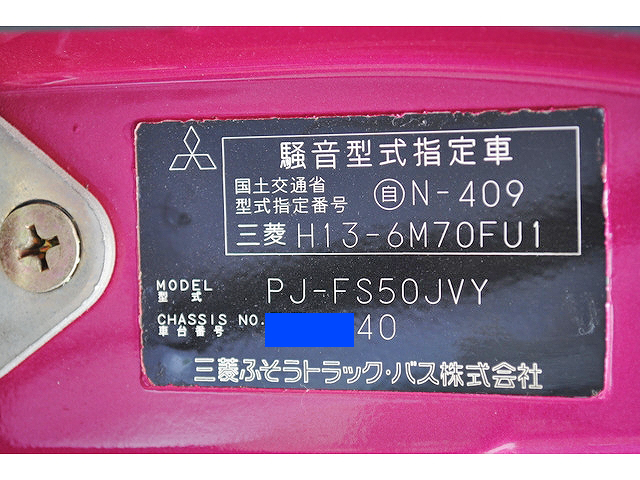 騒音型式指定車
国土交通省
型式指定番号 自N-409
三菱 H13-6M70FU1
MODEL
型式 PJ-FS50JVY
CHASSIS NO.
車台番号 40
三菱ふそうトラック・バス株式会社